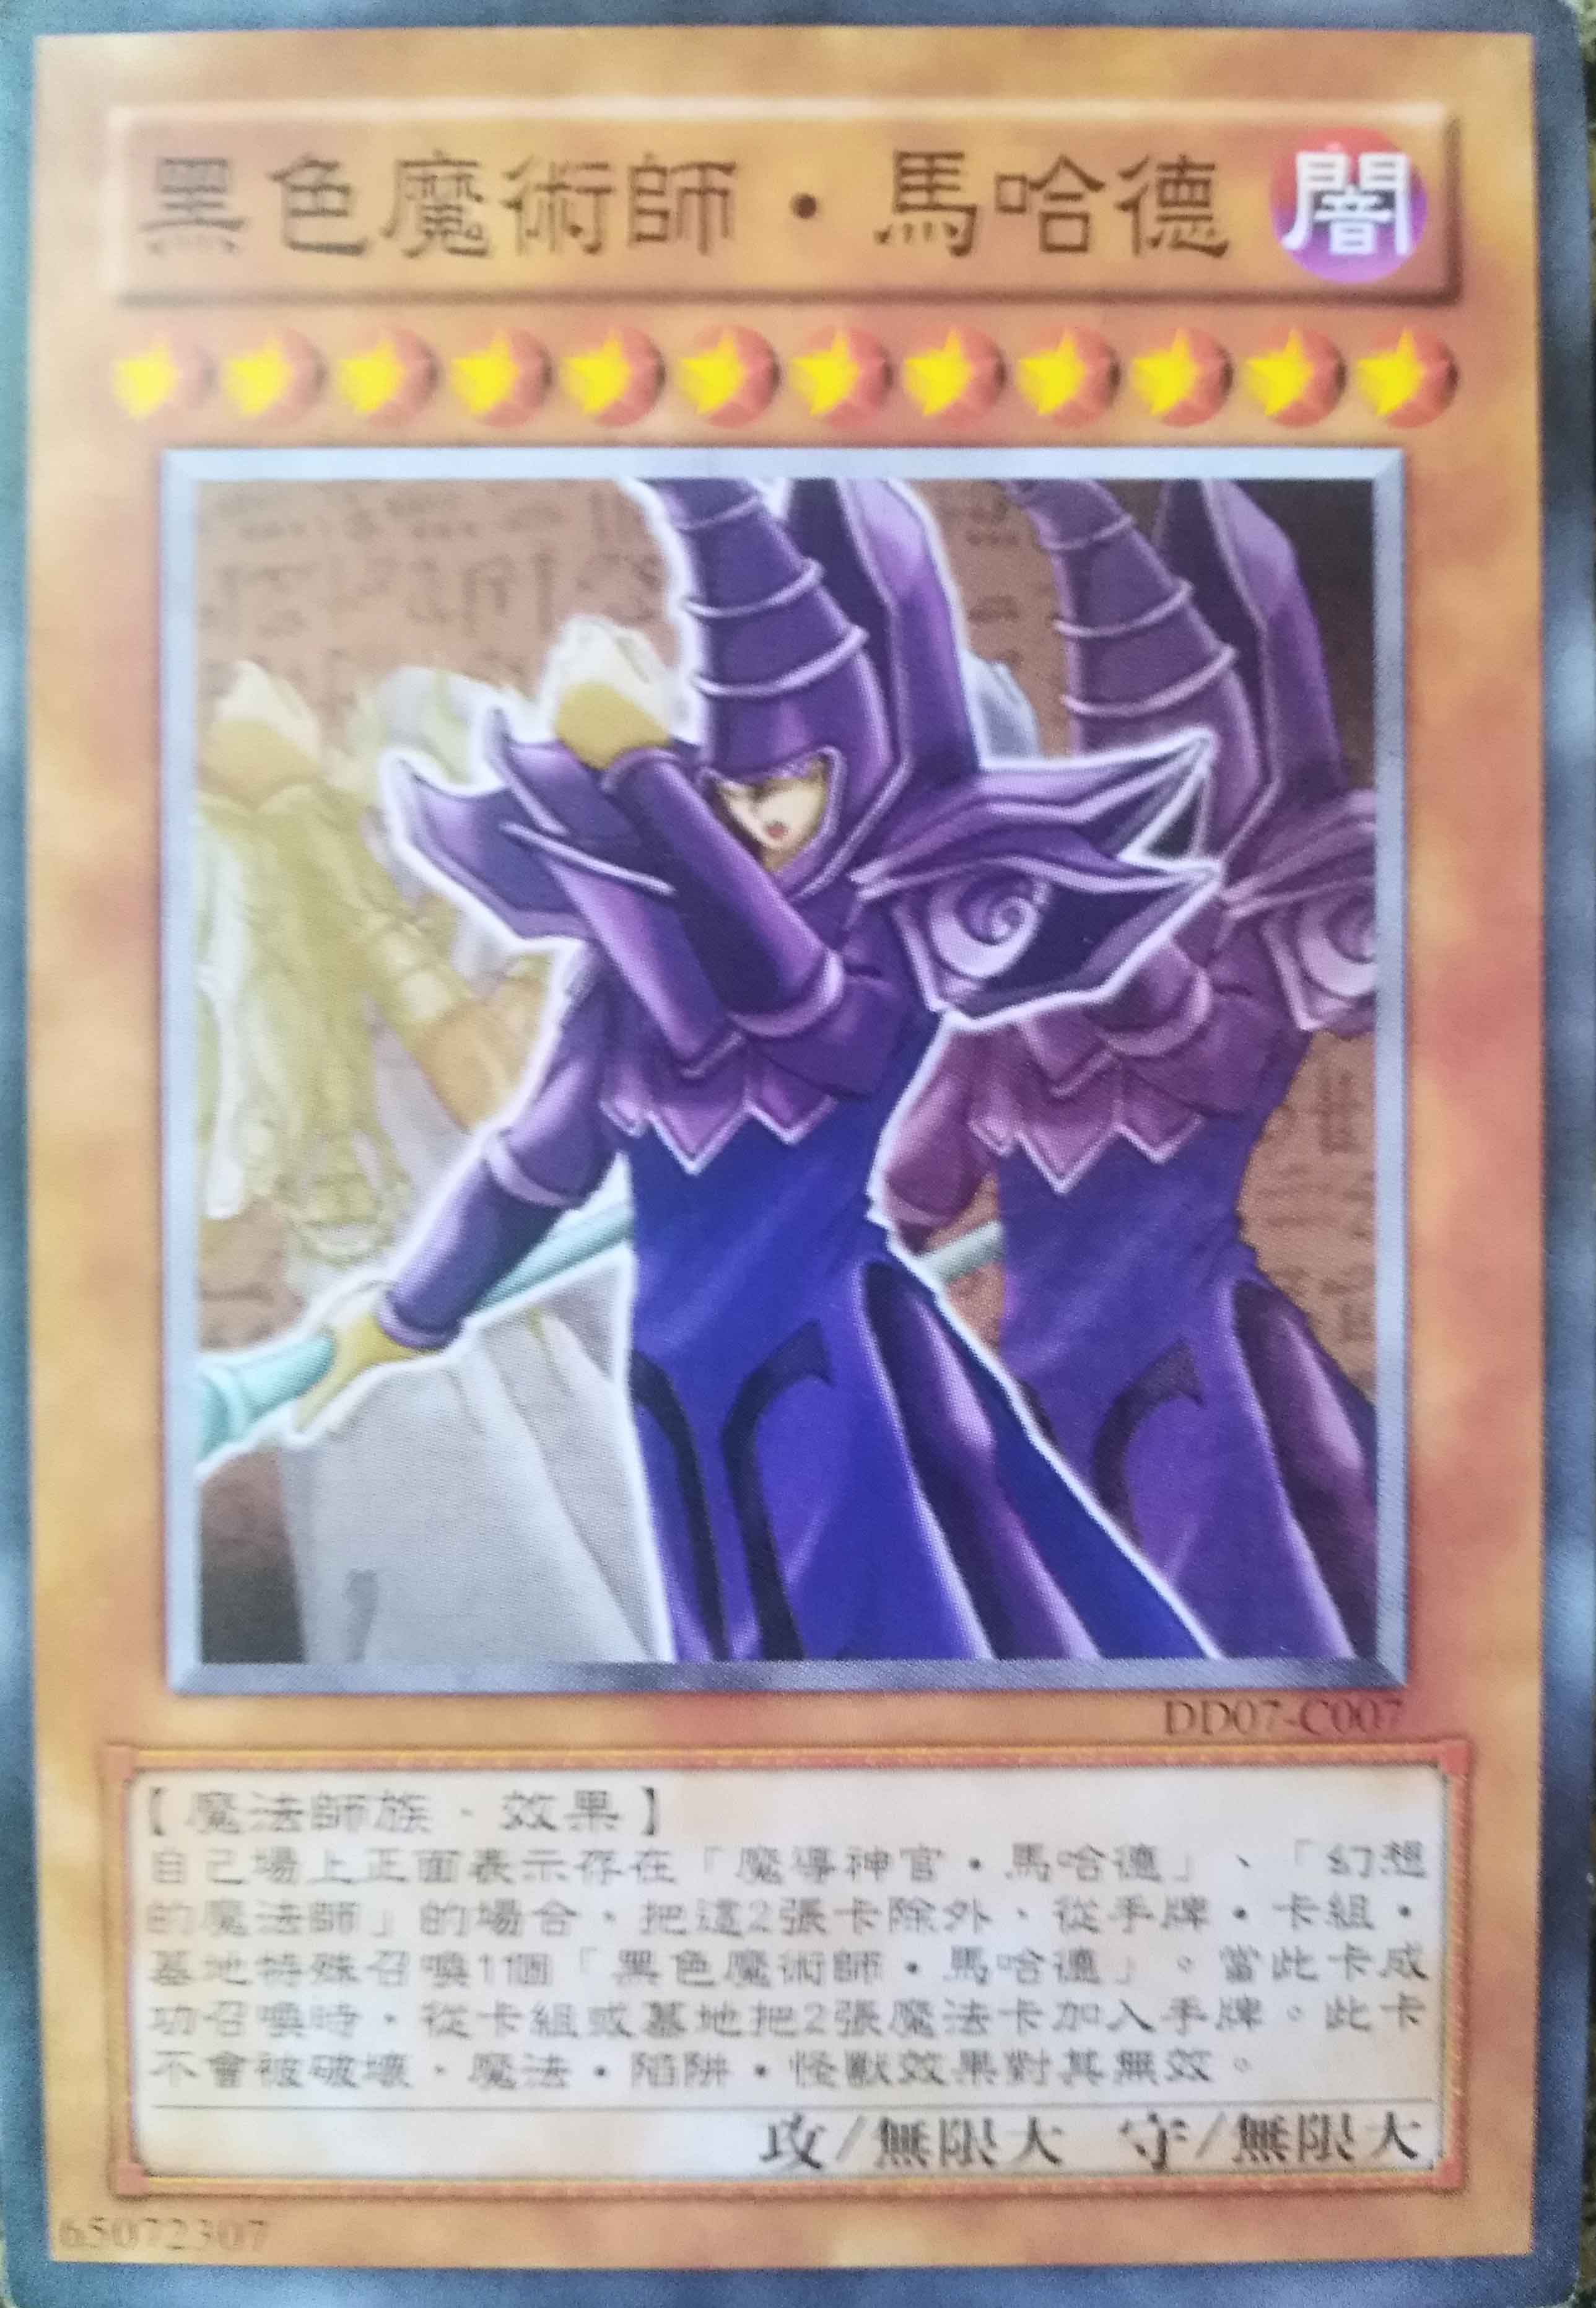 黑色魔術師・馬哈德 闇
DD07-C007
【魔法師族・效果】
自己場上正面表示存在「魔導神官・馬哈德」、「幻想
的魔法師」的場合，把這2張卡除外，從手牌・卡組・
墓地特殊召喚1個「黑色魔術師・馬哈德」。當此卡成
功召喚時，從卡組或墓地把2張魔法卡加入手牌。此卡
不會被破壞，魔法・陷阱・怪獸效果對其無效。
攻/無限大 守/無限大
65072307